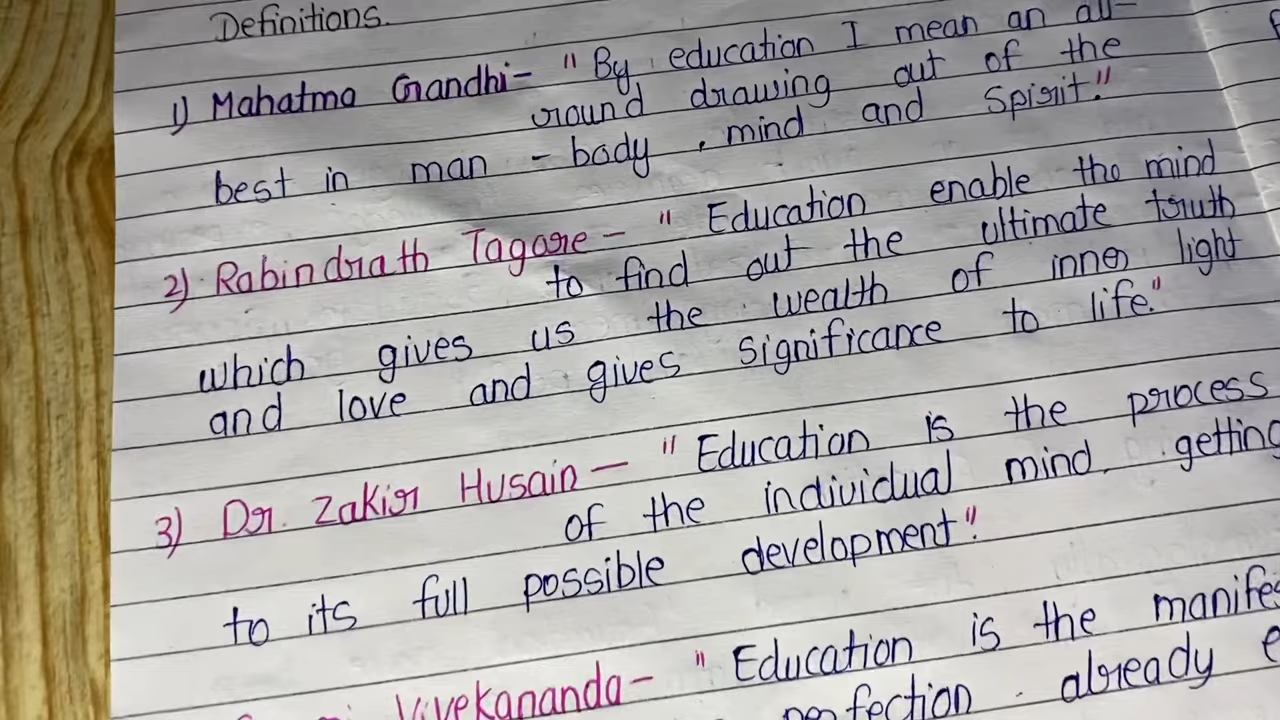 Definitions.
1) Mahatma Gandhi- "By education I mean an all-
round drawing out of the
best in man - body, mind and Spirit."
2) Rabindrath Tagore - " Education enable the mind
to find out the ultimate truth
which gives us the wealth of inner light
and love and gives significance to life."
3) Dr. Zakir Husain - " Education is the process
of the individual mind. getting
to its full possible development".
Vivekananda- " Education is the manifes
perfection already e